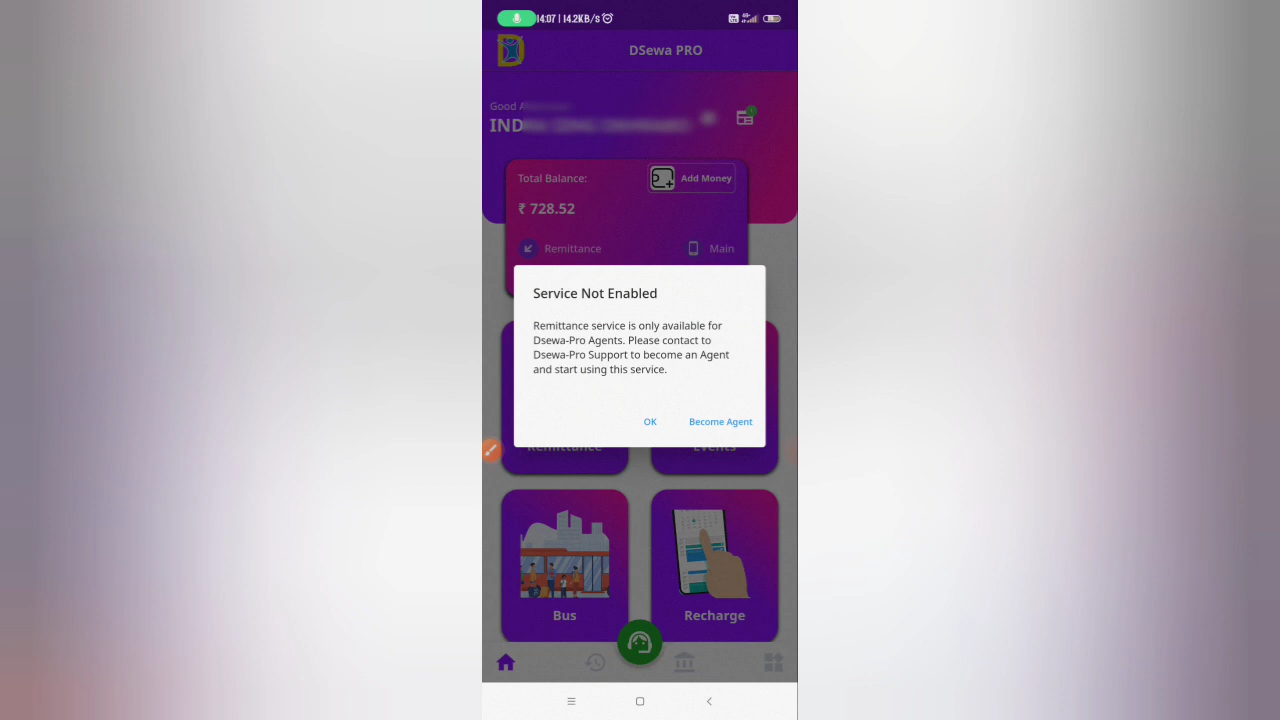 14:07 | 14.2KB/s
DSewa PRO
Good
IND
Total Balance:
Add Money
₹ 728.52
Remittance
Main
Service Not Enabled
Remittance service is only available for
Dsewa-Pro Agents. Please contact to
Dsewa-Pro Support to become an Agent
and start using this service.
OK
Become Agent
Remittance
Events
Bus
Recharge